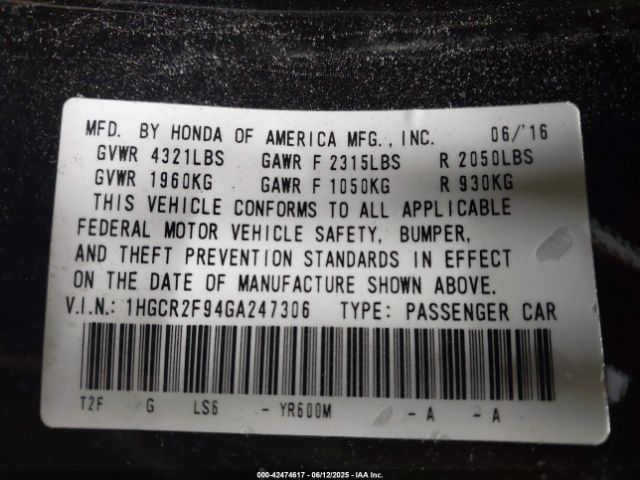 MFD. BY HONDA OF AMERICA MFG., INC. 06/'16
GVWR 4321LBS GAWR F 2315LBS R 2050LBS
GVWR 1960KG GAWR F 1050KG R 930KG
THIS VEHICLE CONFORMS TO ALL APPLICABLE
FEDERAL MOTOR VEHICLE SAFETY, BUMPER,
AND THEFT PREVENTION STANDARDS IN EFFECT
ON THE DATE OF MANUFACTURE SHOWN ABOVE.
V.I.N.: 1HGCR2F94GA247306 TYPE: PASSENGER CAR
T2F G LS6 - YR600M - A - A
000-42474617 - 06/12/2025 - IAA Inc.